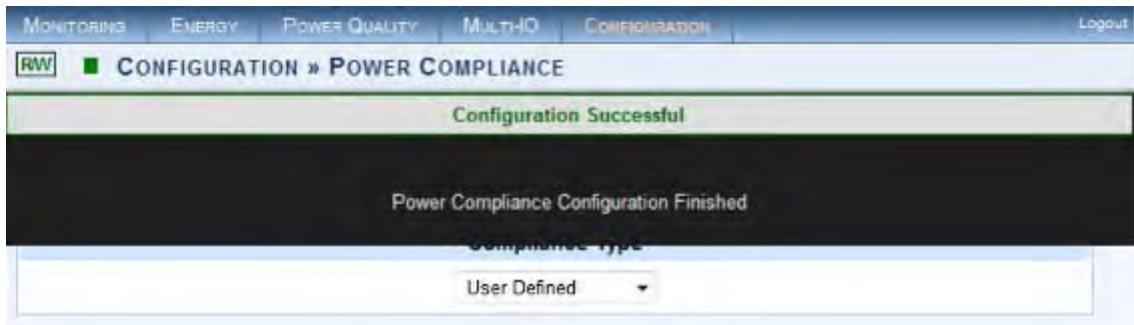 MONITORING ENERGY POWER QUALITY MULTI-IO CONFIGURATION Logout
RW CONFIGURATION » POWER COMPLIANCE
Configuration Successful
Power Compliance Configuration Finished
Compliance Type
User Defined